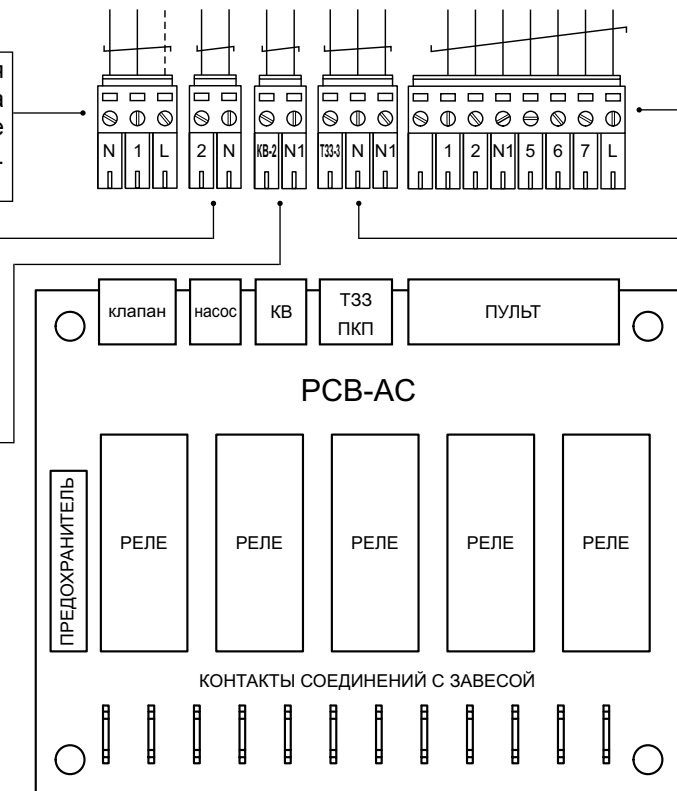 я
а
е
N 1 L 2 N КВ-2 N1 ТЗЗ-3 N N1 1 2 N1 5 6 7 L
клапан насос КВ ТЗЗ ПКП ПУЛЬТ
PCB-AC
ПРЕДОХРАНИТЕЛЬ
РЕЛЕ РЕЛЕ РЕЛЕ РЕЛЕ РЕЛЕ
КОНТАКТЫ СОЕДИНЕНИЙ С ЗАВЕСОЙ